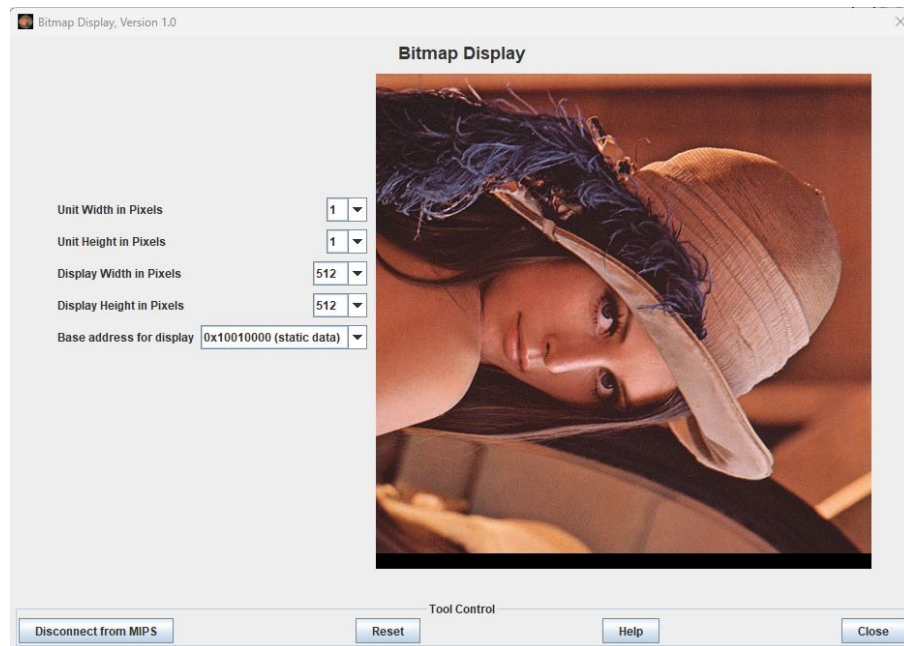 Bitmap Display, Version 1.0
Bitmap Display
Unit Width in Pixels 1
Unit Height in Pixels 1
Display Width in Pixels 512
Display Height in Pixels 512
Base address for display 0x10010000 (static data)
Tool Control
Disconnect from MIPS Reset Help Close